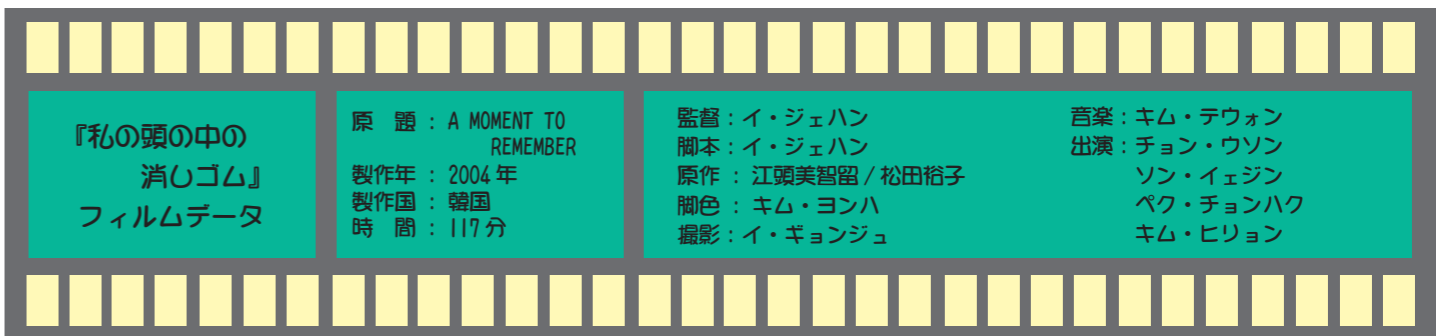 『私の頭の中の
消しゴム』
フィルムデータ
原　題 : A MOMENT TO
REMEMBER
製作年 : 2004年
製作国 : 韓国
時　間 : 117分
監督：イ・ジェハン
脚本：イ・ジェハン
原作 : 江頭美智留/松田裕子
脚色 : キム・ヨンハ
撮影：イ・ギョンジュ
音楽：キム・テウォン
出演：チョン・ウソン
ソン・イェジン
ペク・チョンハク
キム・ヒリョン